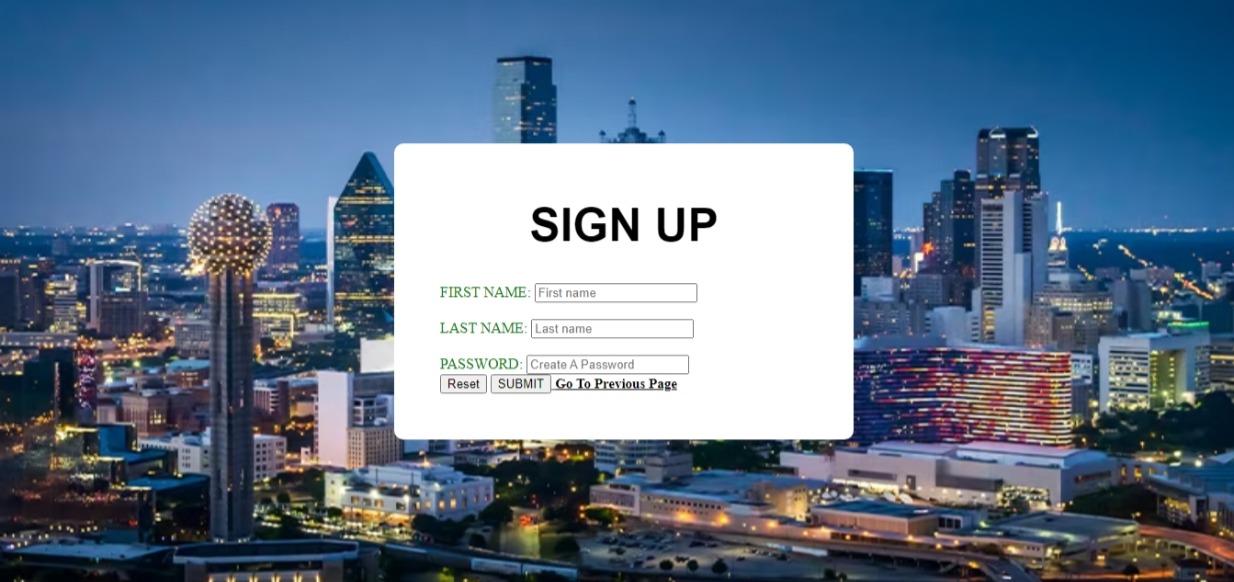 SIGN UP
FIRST NAME: First name
LAST NAME: Last name
PASSWORD: Create A Password
Reset SUBMIT Go To Previous Page